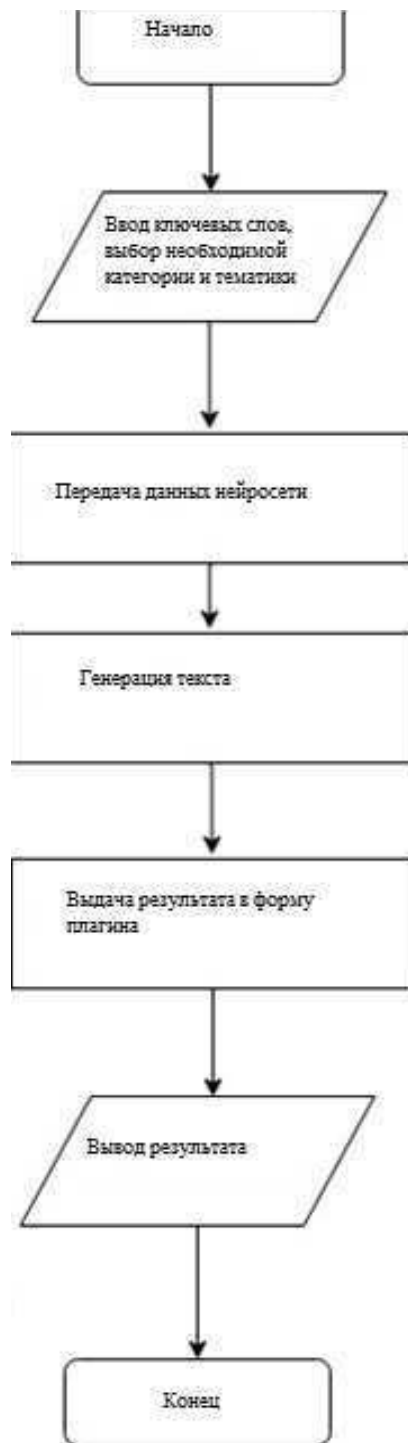 Начало
Ввод ключевых слов,
выбор необходимой
категории и тематики
Передача данных нейросети
Генерация текста
Выдача результата в форму
плагина
Вывод результата
Конец